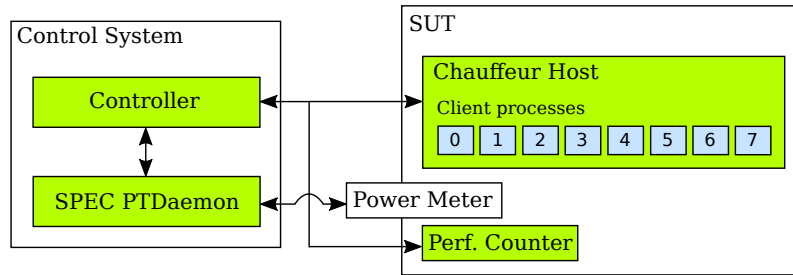 Control System
Controller
SPEC PTDaemon
SUT
Chauffeur Host
Client processes
0 1 2 3 4 5 6 7
Power Meter
Perf. Counter